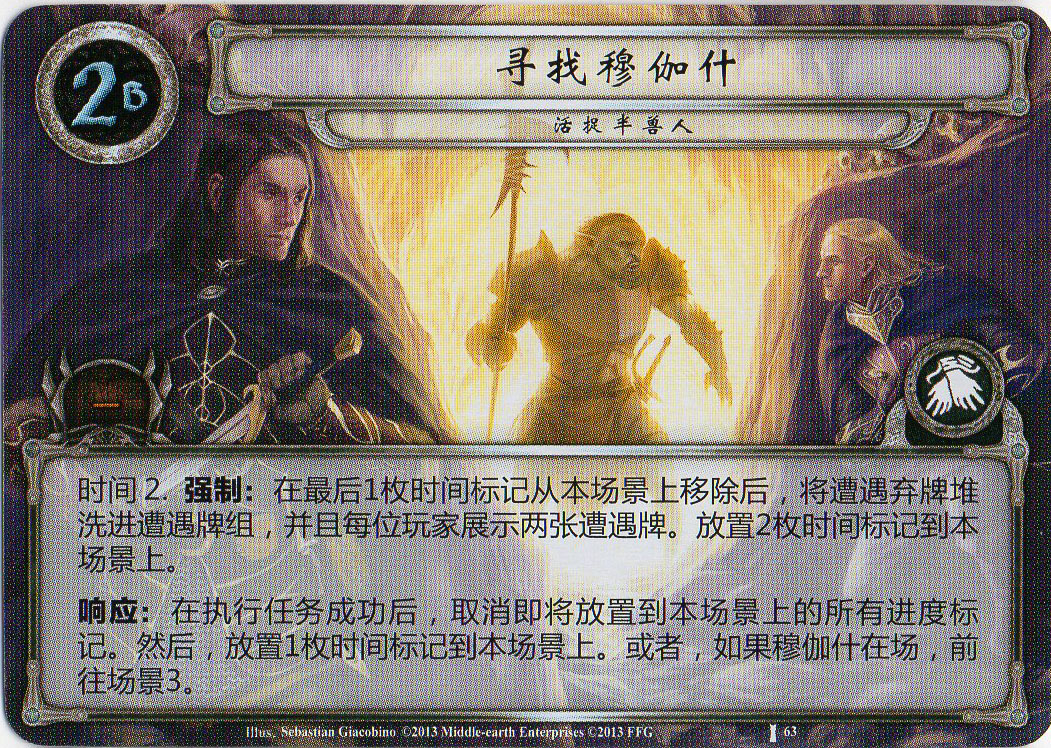 2B
寻找穆伽什
活捉半兽人
时间 2. 强制：在最后1枚时间标记从本场景上移除后，将遭遇弃牌堆
洗进遭遇牌组，并且每位玩家展示两张遭遇牌。放置2枚时间标记到本
场景上。
响应：在执行任务成功后，取消即将放置到本场景上的所有进度标
记。然后，放置1枚时间标记到本场景上。或者，如果穆伽什在场，前
往场景3。
Illus. Sebastian Giacobino ©2013 Middle-earth Enterprises ©2013 FFG 63